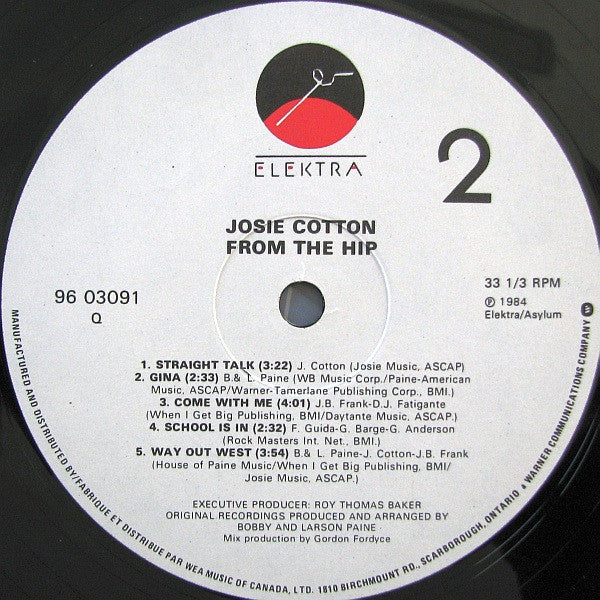 ELEKTRA
2
JOSIE COTTON
FROM THE HIP
96 03091
Q
33 1/3 RPM
℗ 1984
Elektra/Asylum
1. STRAIGHT TALK (3:22) J. Cotton (Josie Music, ASCAP)
2. GINA (2:33) B.& L. Paine (WB Music Corp./Paine-American
Music, ASCAP/Warner-Tamerlane Publishing Corp., BMI.)
3. COME WITH ME (4:01) J.B. Frank-D.J. Fatigante
(When I Get Big Publishing, BMI/Daytante Music, ASCAP.)
4. SCHOOL IS IN (2:32) F. Guida-G. Barge-G. Anderson
(Rock Masters Int. Net., BMI.)
5. WAY OUT WEST (3:54) B.& L. Paine-J. Cotton-J.B. Frank
(House of Paine Music/When I Get Big Publishing, BMI/
Josie Music, ASCAP.)
EXECUTIVE PRODUCER: ROY THOMAS BAKER
ORIGINAL RECORDINGS PRODUCED AND ARRANGED BY
BOBBY AND LARSON PAINE
Mix production by Gordon Fordyce
MANUFACTURED AND DISTRIBUTED BY/FABRIQUE ET DISTRIBUE PAR WEA MUSIC OF CANADA, LTD. 1810 BIRCHMOUNT RD., SCARBOROUGH, ONTARIO • WARNER COMMUNICATIONS COMPANY